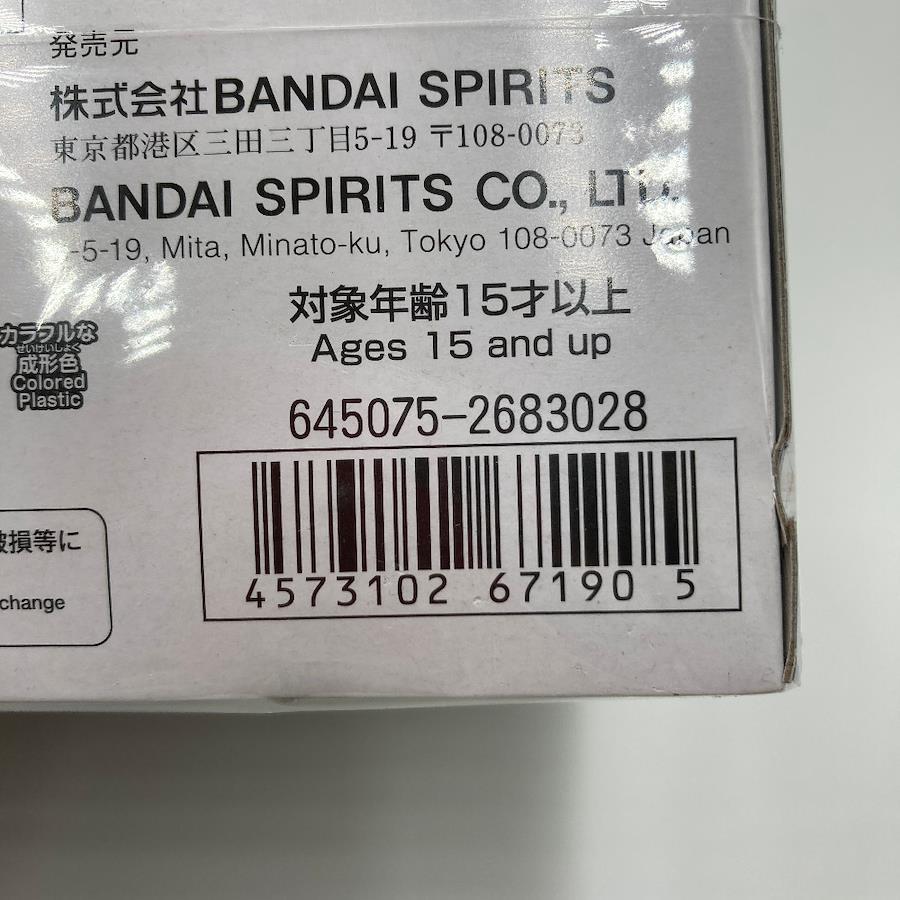 発売元
株式会社BANDAI SPIRITS
東京都港区三田三丁目5-19 〒108-0073
BANDAI SPIRITS CO., LTD.
-5-19, Mita, Minato-ku, Tokyo 108-0073 Japan
対象年齢15才以上
Ages 15 and up
カラフルな
せいけいしょく
成形色
Colored
Plastic
645075-2683028
4573102 67190 5
破損等に
change